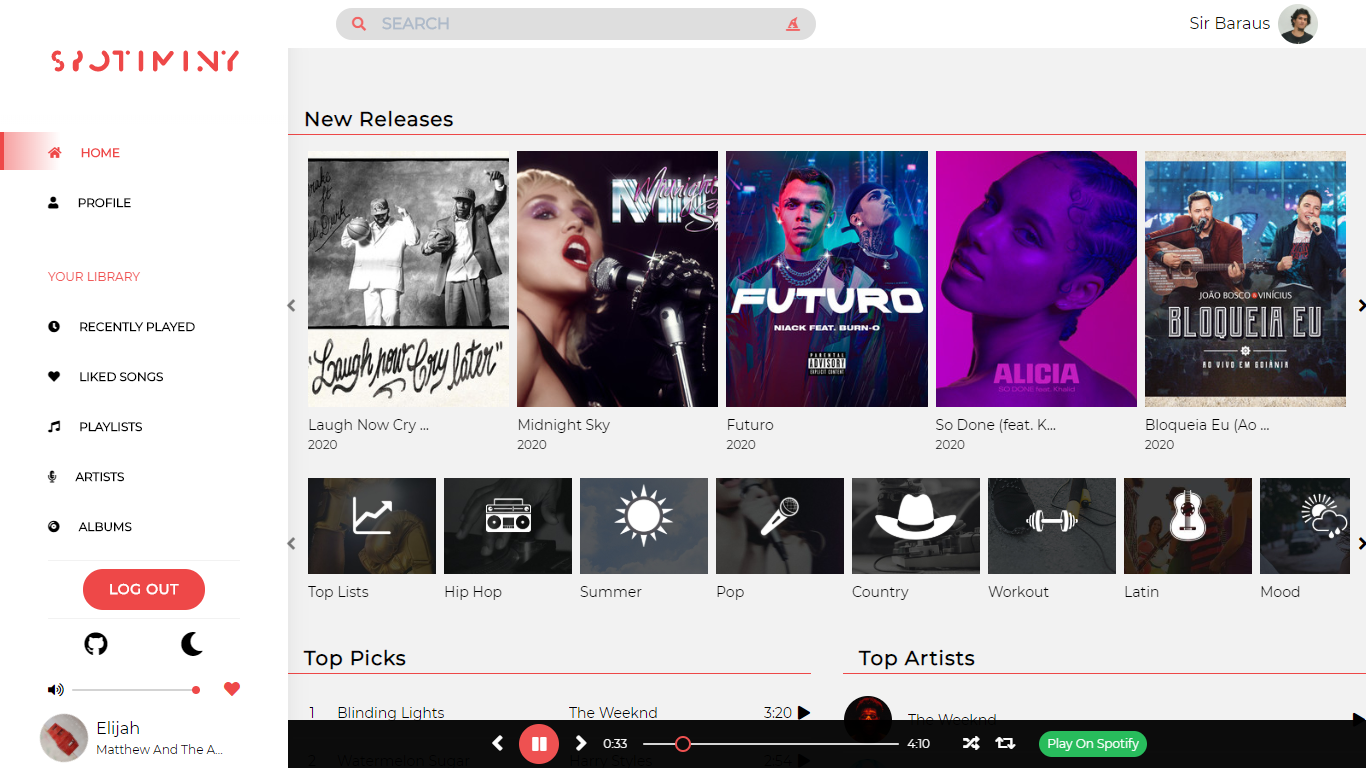 SPOTIMINY
SEARCH
Sir Baraus
HOME
PROFILE
YOUR LIBRARY
RECENTLY PLAYED
LIKED SONGS
PLAYLISTS
ARTISTS
ALBUMS
LOG OUT
Elijah
Matthew And The A...
New Releases
"Laugh now Cry later"
Midnight
FUTURO
NIACK FEAT. BURN-O
PARENTAL
ADVISORY
EXPLICIT CONTENT
ALICIA
SO DONE feat. Khalid
JOÃO BOSCO & VINÍCIUS
BLOQUEIA EU
AO VIVO EM GOIÂNIA
Laugh Now Cry ...
2020
Midnight Sky
2020
Futuro
2020
So Done (feat. K...
2020
Bloqueia Eu (Ao ...
2020
Top Lists
Hip Hop
Summer
Pop
Country
Workout
Latin
Mood
Top Picks
1 Blinding Lights The Weeknd 3:20
2 Watermelon Sugar Harry Styles 2:54
Top Artists
The Weeknd
0:33
4:10
Play On Spotify